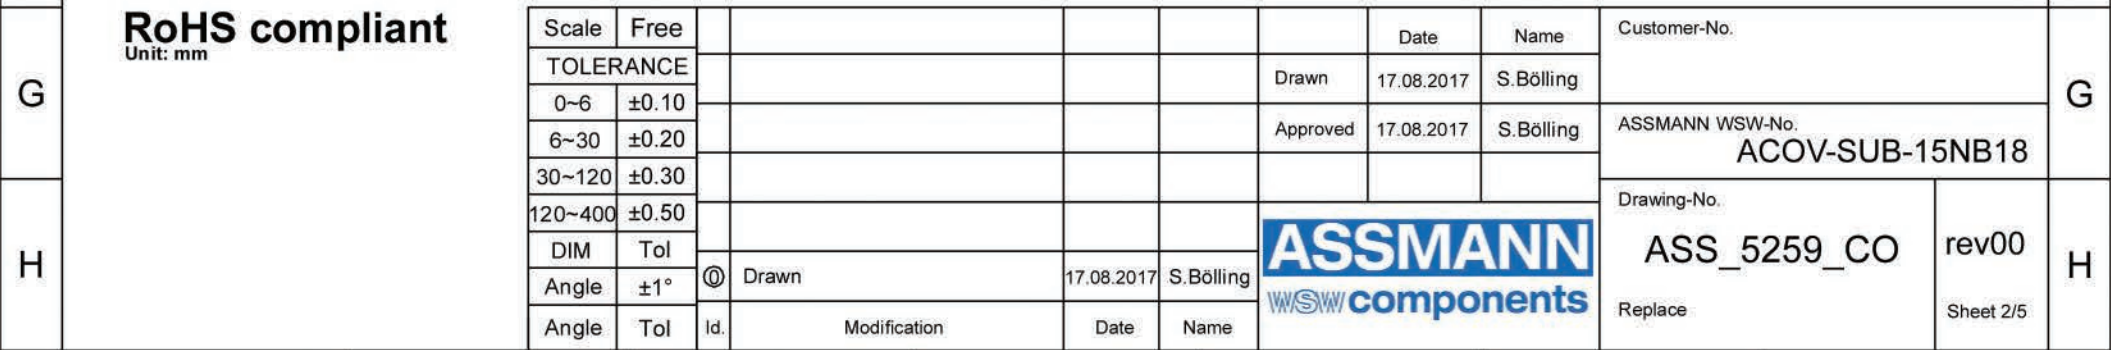 RoHS compliant
Unit: mm
G
H
Scale Free
TOLERANCE
0~6 ±0.10
6~30 ±0.20
30~120 ±0.30
120~400 ±0.50
DIM Tol
Angle ±1°
Angle Tol
0 Drawn 17.08.2017 S.Bölling
Id. Modification Date Name
Date Name
Drawn 17.08.2017 S.Bölling
Approved 17.08.2017 S.Bölling
ASSMANN
WSW components
Customer-No.
ASSMANN WSW-No.
ACOV-SUB-15NB18
Drawing-No.
ASS_5259_CO rev00
Replace Sheet 2/5
G
H